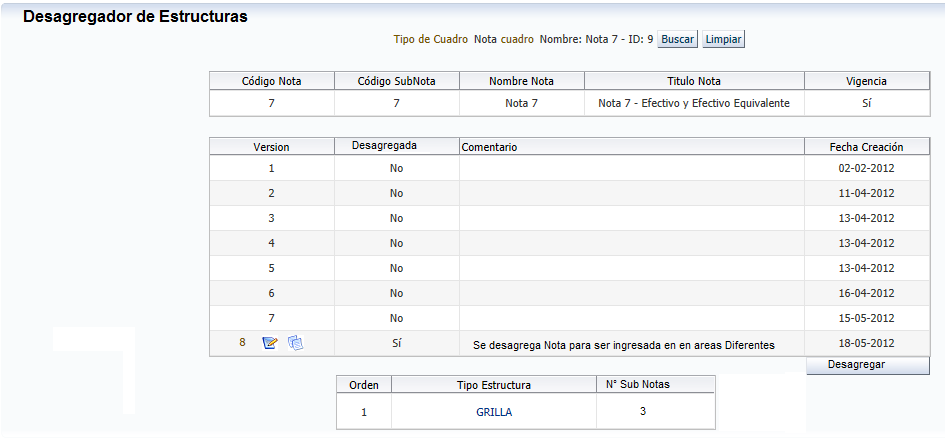 Desagregador de Estructuras
Tipo de Cuadro Nota cuadro Nombre: Nota 7 - ID: 9 Buscar Limpiar
Código Nota Código SubNota Nombre Nota Titulo Nota Vigencia
7 7 Nota 7 Nota 7 - Efectivo y Efectivo Equivalente Sí
Version Desagregada Comentario Fecha Creación
1 No 02-02-2012
2 No 11-04-2012
3 No 13-04-2012
4 No 13-04-2012
5 No 13-04-2012
6 No 16-04-2012
7 No 15-05-2012
8 Sí Se desagrega Nota para ser ingresada en en areas Diferentes 18-05-2012
Desagregar
Orden Tipo Estructura N° Sub Notas
1 GRILLA 3